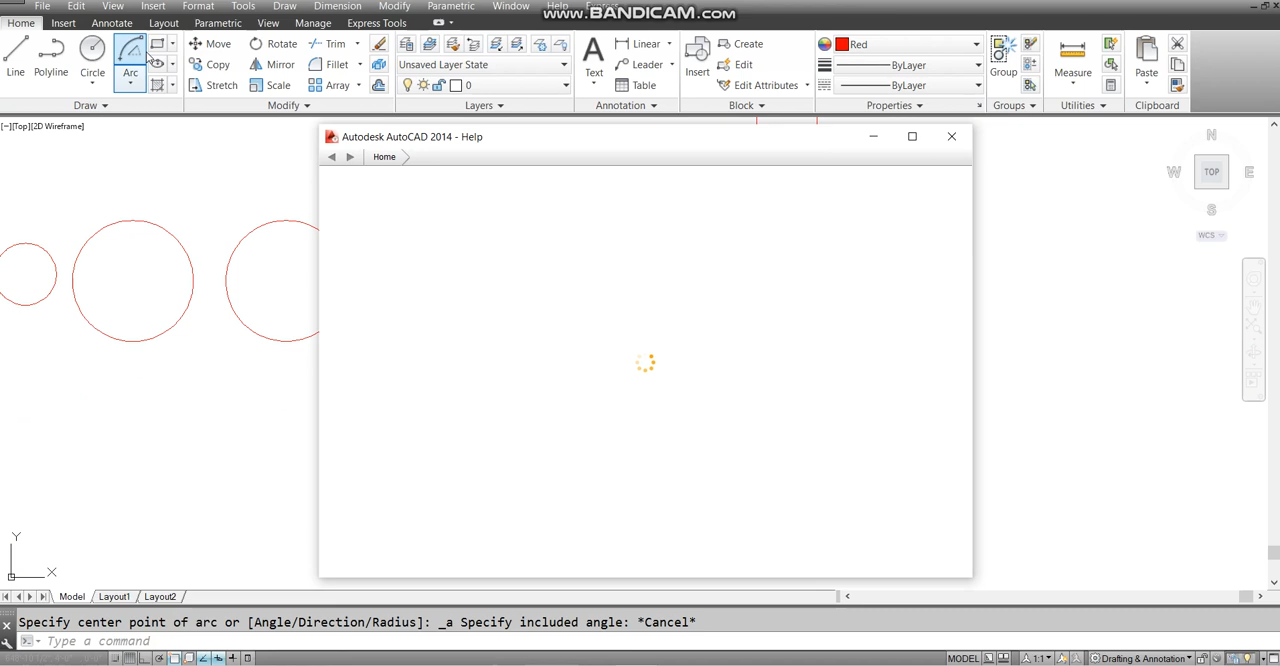 File Edit View Insert Format Tools Draw Dimension Modify Parametric Window Help Express
www.BANDICAM.com
Home Insert Annotate Layout Parametric View Manage Express Tools
Line Polyline Circle Arc
Move Rotate Trim
Copy Mirror Fillet
Stretch Scale Array
Unsaved Layer State
0
Text Linear
Leader
Table
Insert Create
Edit
Edit Attributes
Red
ByLayer
ByLayer
Group Measure Paste
Draw Modify Layers Annotation Block Properties Groups Utilities Clipboard
[−][Top][2D Wireframe]
Autodesk AutoCAD 2014 - Help
Home
N
W TOP E
S
WCS
Y
X
Model Layout1 Layout2
Specify center point of arc or [Angle/Direction/Radius]: _a Specify included angle: *Cancel*
Type a command
MODEL 1:1 Drafting & Annotation